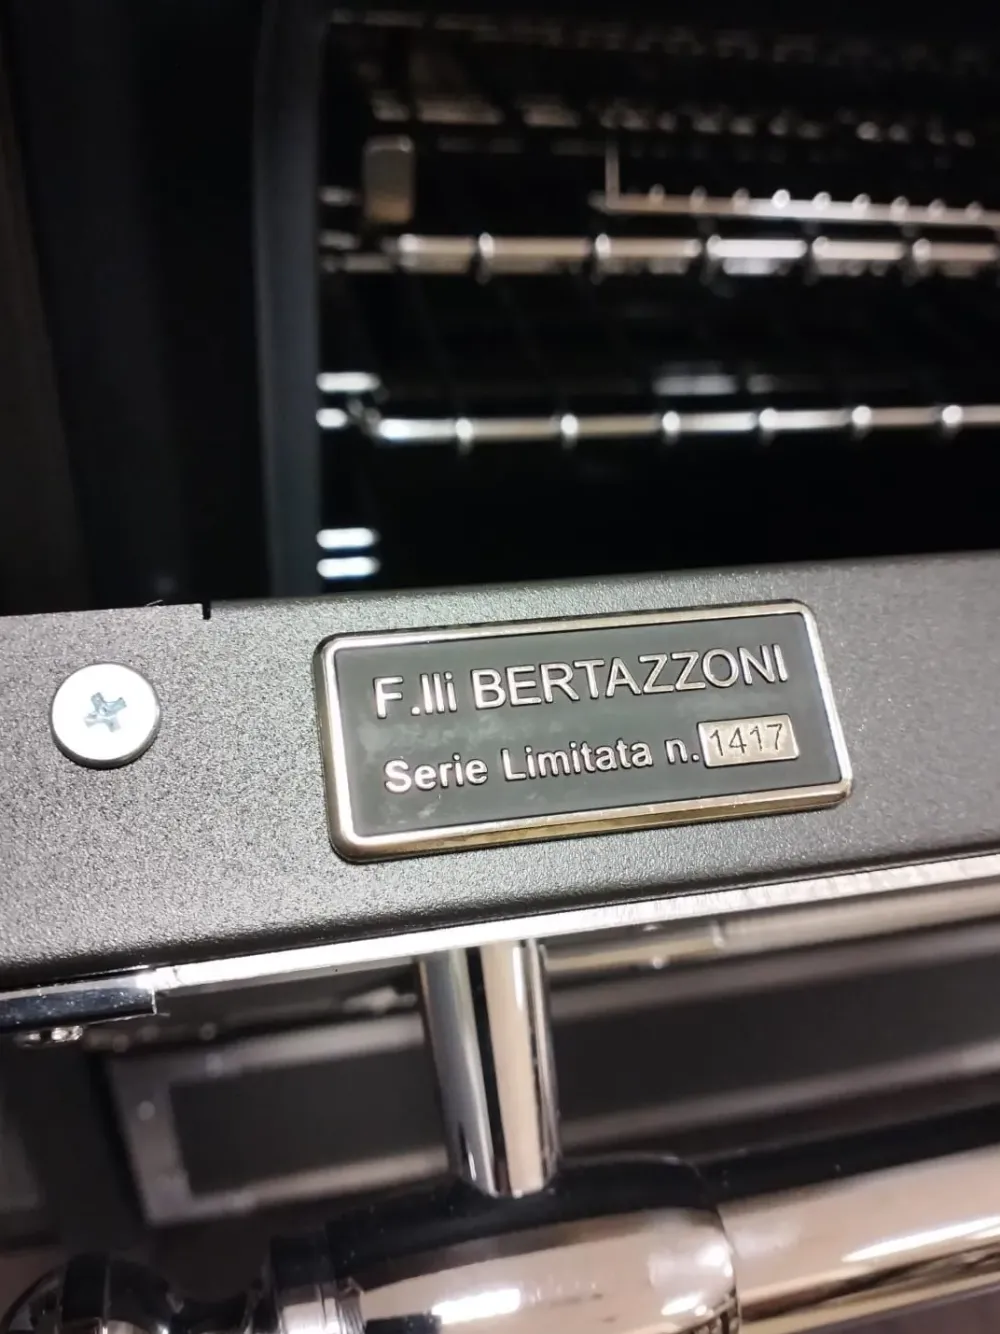 F.lli BERTAZZONI
Serie Limitata n. 1417